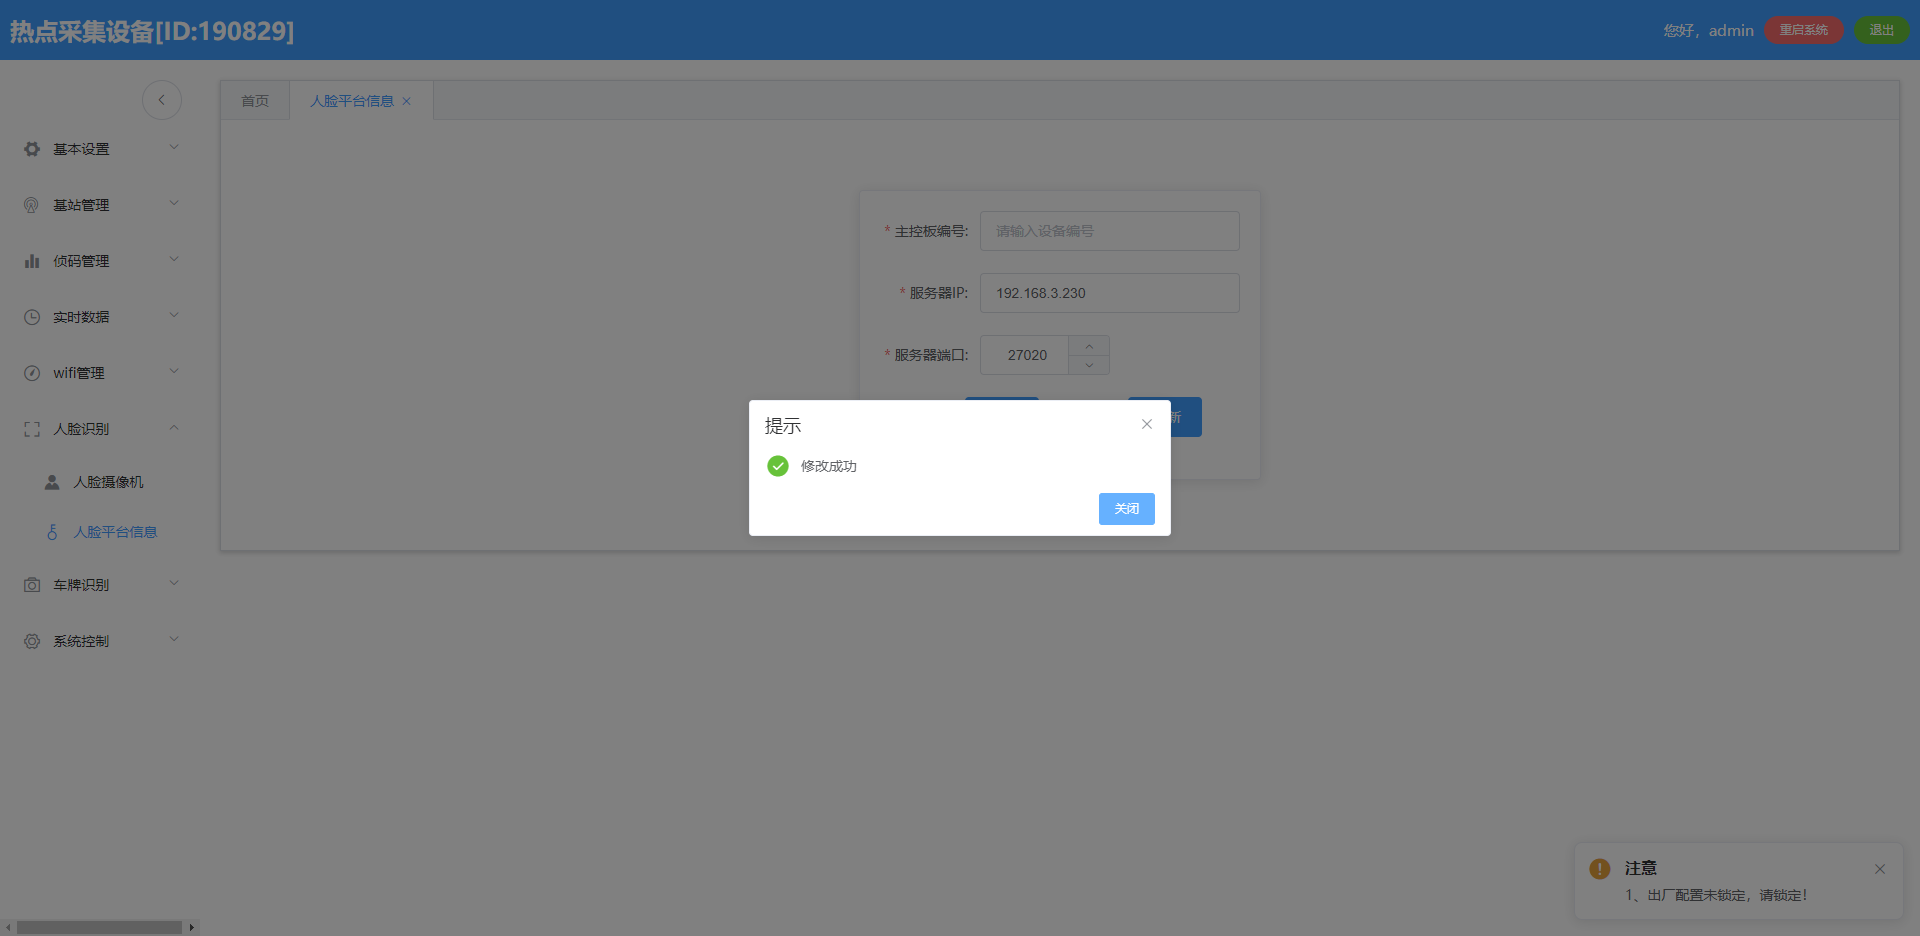 热点采集设备[ID:190829]
您好，admin
重启系统
退出
首页
人脸平台信息
基本设置
基站管理
侦码管理
实时数据
wifi管理
人脸识别
人脸摄像机
人脸平台信息
车牌识别
系统控制
* 主控板编号:
请输入设备编号
* 服务器IP:
192.168.3.230
* 服务器端口:
27020
新
提示
修改成功
关闭
注意
1、出厂配置未锁定，请锁定！